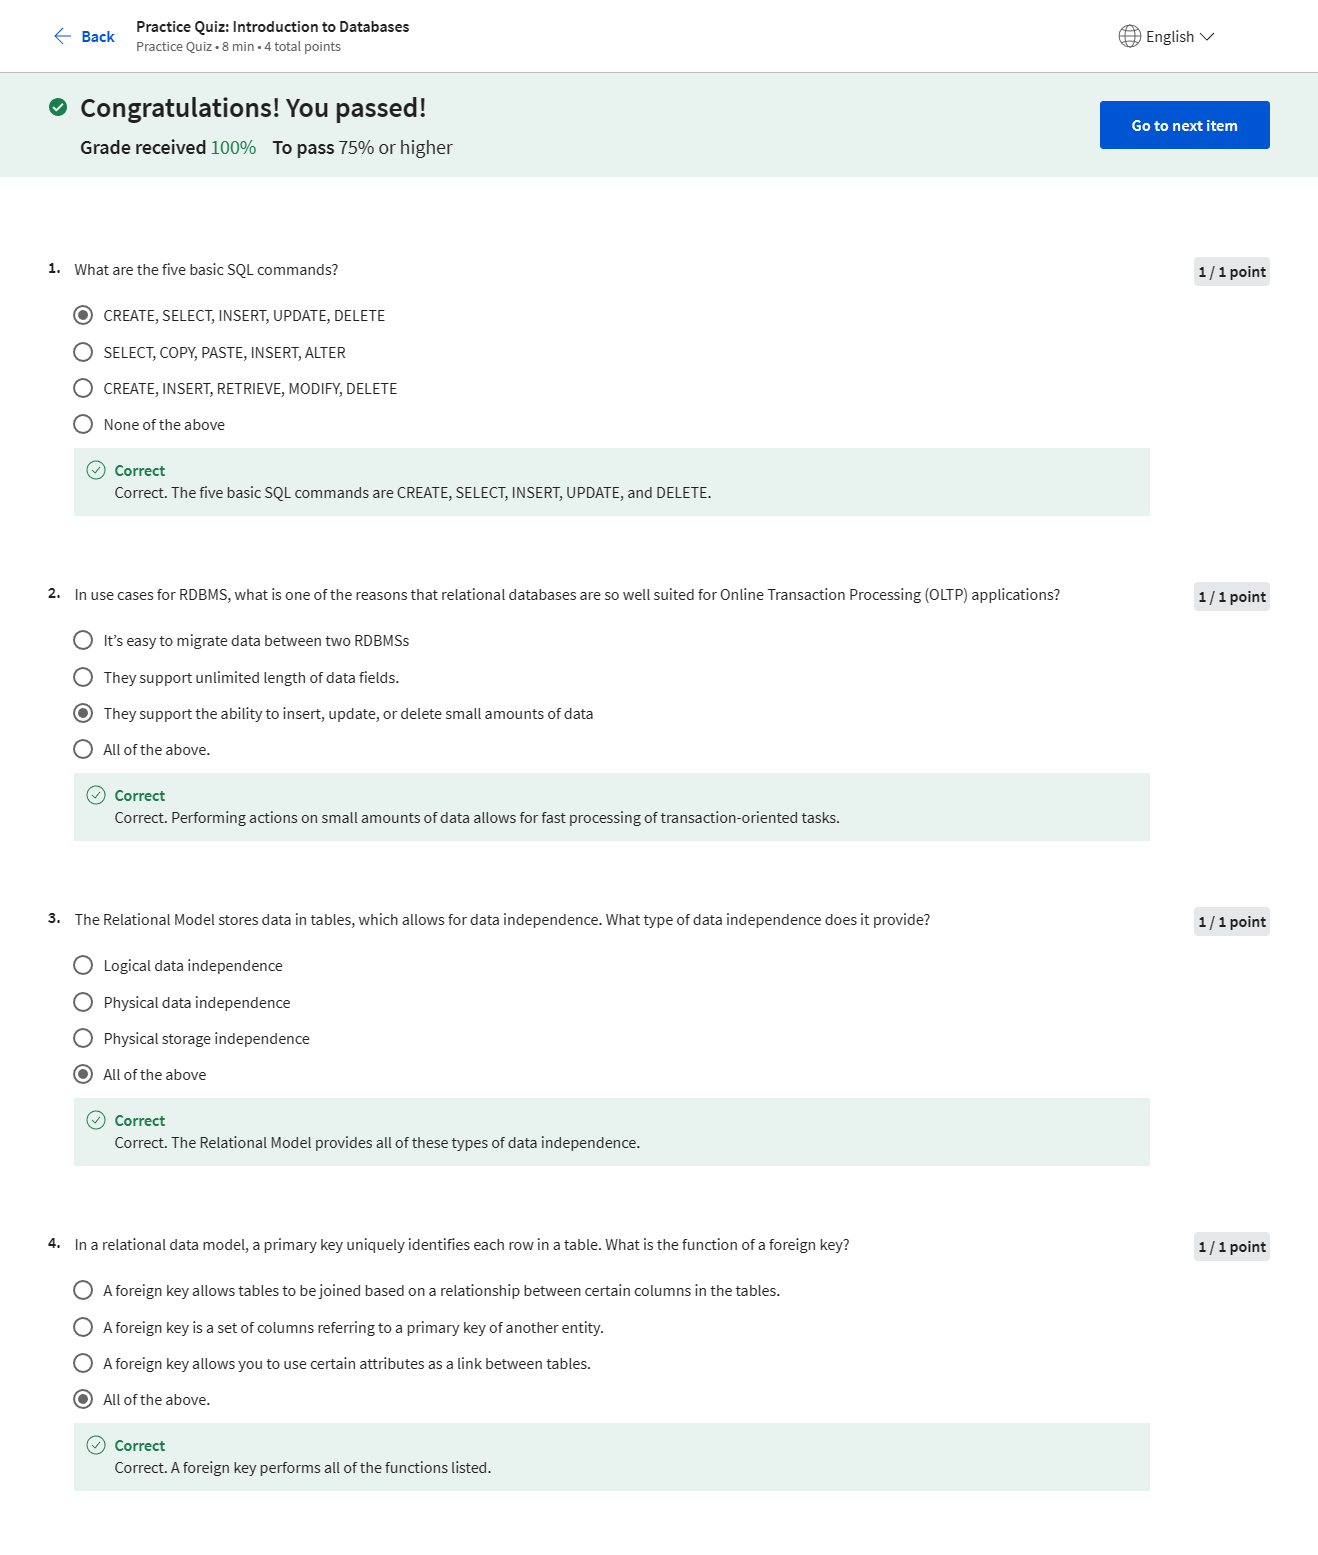 Back
Practice Quiz: Introduction to Databases
Practice Quiz • 8 min • 4 total points
English
Congratulations! You passed!
Grade received 100% To pass 75% or higher
Go to next item
1. What are the five basic SQL commands?
1 / 1 point
CREATE, SELECT, INSERT, UPDATE, DELETE
SELECT, COPY, PASTE, INSERT, ALTER
CREATE, INSERT, RETRIEVE, MODIFY, DELETE
None of the above
Correct
Correct. The five basic SQL commands are CREATE, SELECT, INSERT, UPDATE, and DELETE.
2. In use cases for RDBMS, what is one of the reasons that relational databases are so well suited for Online Transaction Processing (OLTP) applications?
1 / 1 point
It’s easy to migrate data between two RDBMSs
They support unlimited length of data fields.
They support the ability to insert, update, or delete small amounts of data
All of the above.
Correct
Correct. Performing actions on small amounts of data allows for fast processing of transaction-oriented tasks.
3. The Relational Model stores data in tables, which allows for data independence. What type of data independence does it provide?
1 / 1 point
Logical data independence
Physical data independence
Physical storage independence
All of the above
Correct
Correct. The Relational Model provides all of these types of data independence.
4. In a relational data model, a primary key uniquely identifies each row in a table. What is the function of a foreign key?
1 / 1 point
A foreign key allows tables to be joined based on a relationship between certain columns in the tables.
A foreign key is a set of columns referring to a primary key of another entity.
A foreign key allows you to use certain attributes as a link between tables.
All of the above.
Correct
Correct. A foreign key performs all of the functions listed.